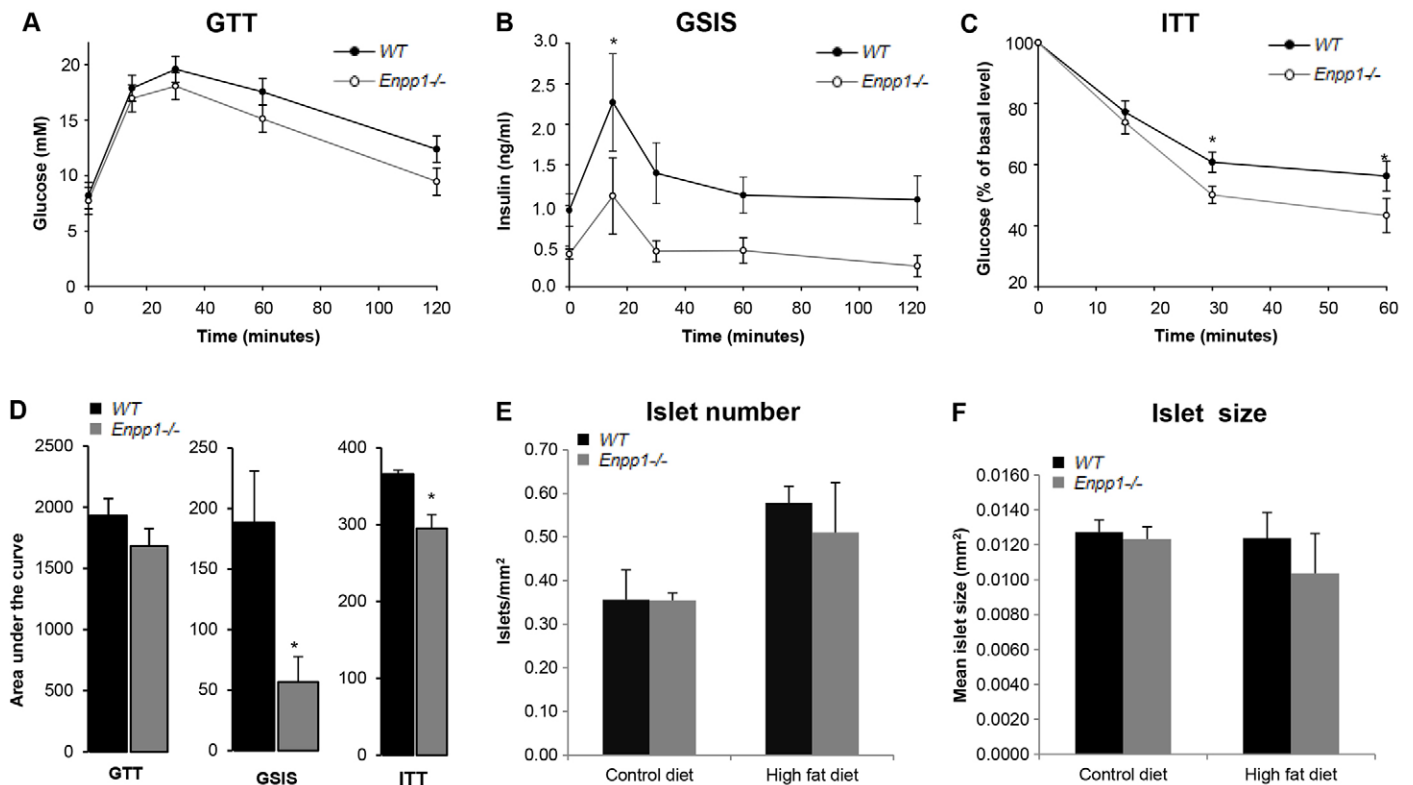 A
GTT
WT
Enpp1-/-
Glucose (mM)
20
15
10
5
0
0 20 40 60 80 100 120
Time (minutes)
B
GSIS
*
WT
Enpp1-/-
Insulin (ng/ml)
3.0
2.5
2.0
1.5
1.0
0.5
0.0
0 20 40 60 80 100 120
Time (minutes)
C
ITT
WT
Enpp1-/-
Glucose (% of basal level)
100
80
60
40
20
*
*
0 10 20 30 40 50 60
Time (minutes)
D
WT
Enpp1-/-
Area under the curve
2500
2000
1500
1000
500
0
GTT
250
200
150
100
50
0
*
GSIS
400
300
200
100
0
*
ITT
E
Islet number
WT
Enpp1-/-
Islets/mm²
0.70
0.60
0.50
0.40
0.30
0.20
0.10
0.00
Control diet High fat diet
F
Islet size
WT
Enpp1-/-
Mean islet size (mm²)
0.0160
0.0140
0.0120
0.0100
0.0080
0.0060
0.0040
0.0020
0.0000
Control diet High fat diet